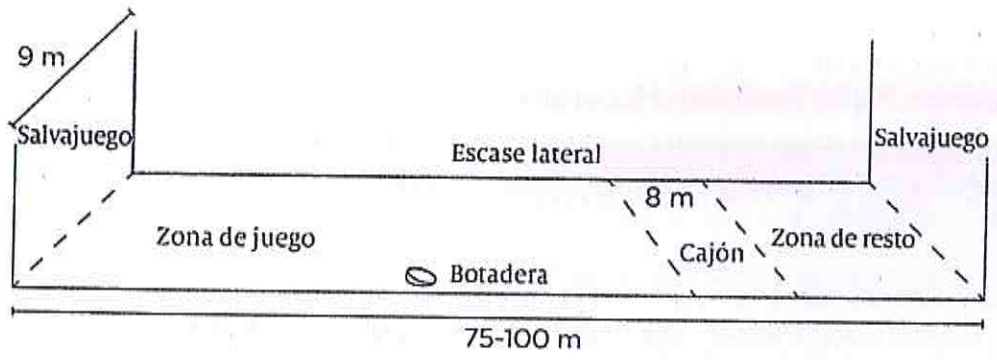 9 m
Salvajuego
Salvajuego
Escase lateral
8 m
Zona de juego
Cajón
Zona de resto
Botadera
75-100 m